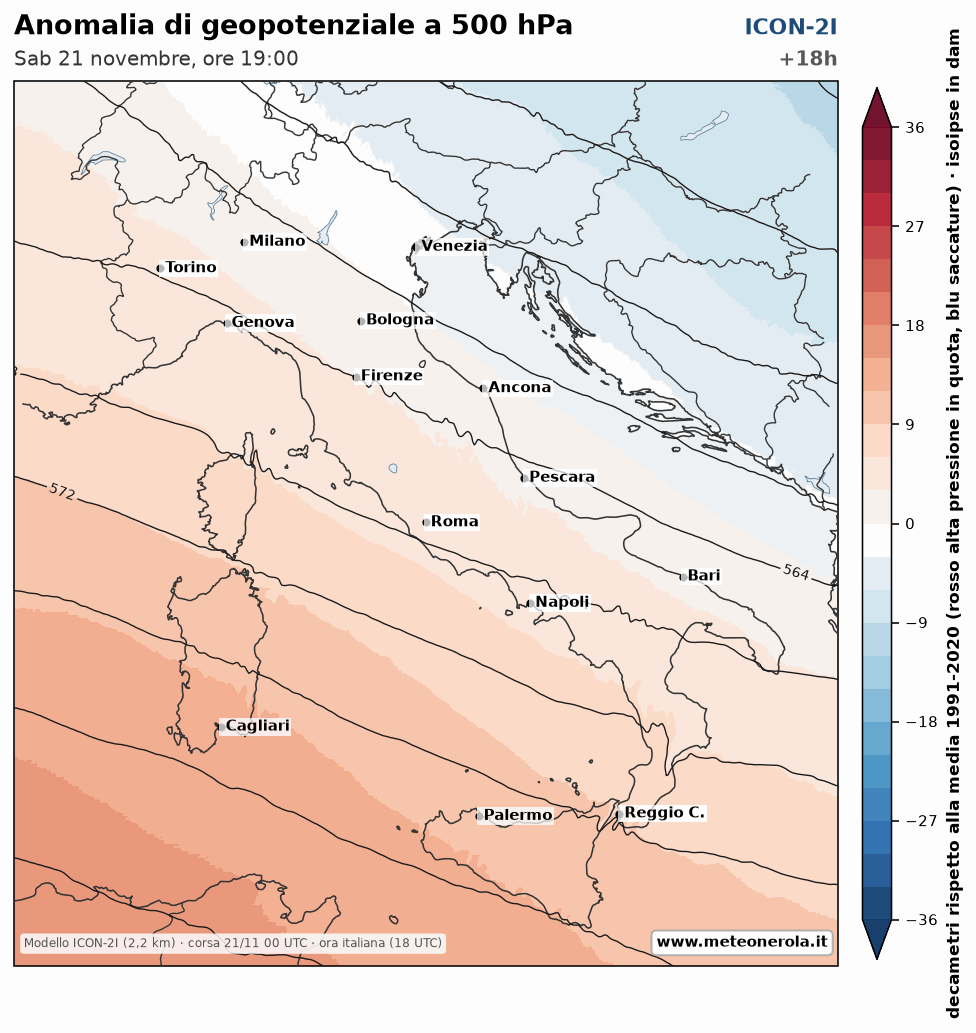 Anomalia di geopotenziale a 500 hPa
ICON-2I
Sab 21 novembre, ore 19:00
+18h
Milano
Venezia
Torino
Genova
Bologna
Firenze
Ancona
Pescara
572
Roma
564
Bari
Napoli
Cagliari
Palermo
Reggio C.
Modello ICON-2I (2,2 km) · corsa 21/11 00 UTC · ora italiana (18 UTC)
www.meteonerola.it
36
27
18
9
0
−9
−18
−27
−36
decametri rispetto alla media 1991-2020 (rosso alta pressione in quota, blu saccature) · isoipse in dam